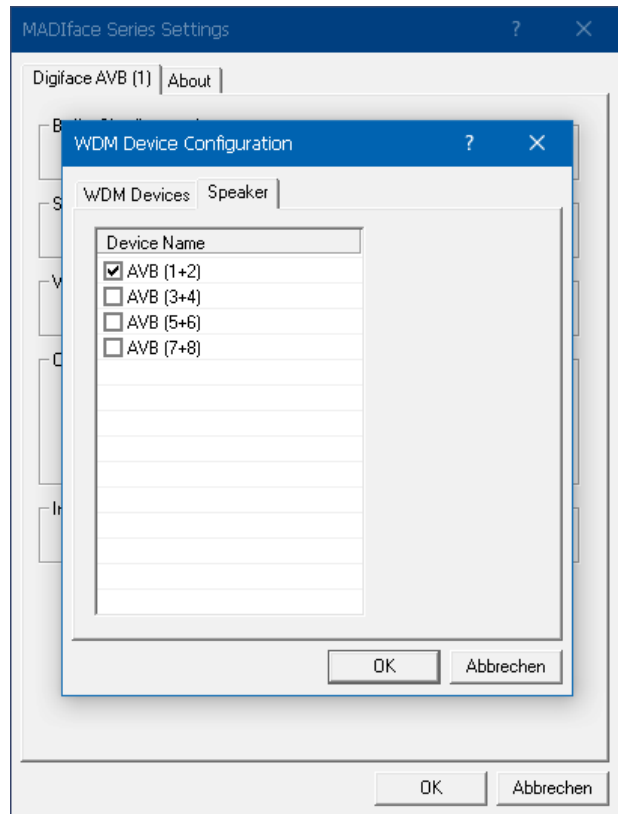 MADIface Series Settings
Digiface AVB (1) About
WDM Device Configuration
WDM Devices Speaker
Device Name
AVB (1+2)
AVB (3+4)
AVB (5+6)
AVB (7+8)
OK Abbrechen
OK Abbrechen